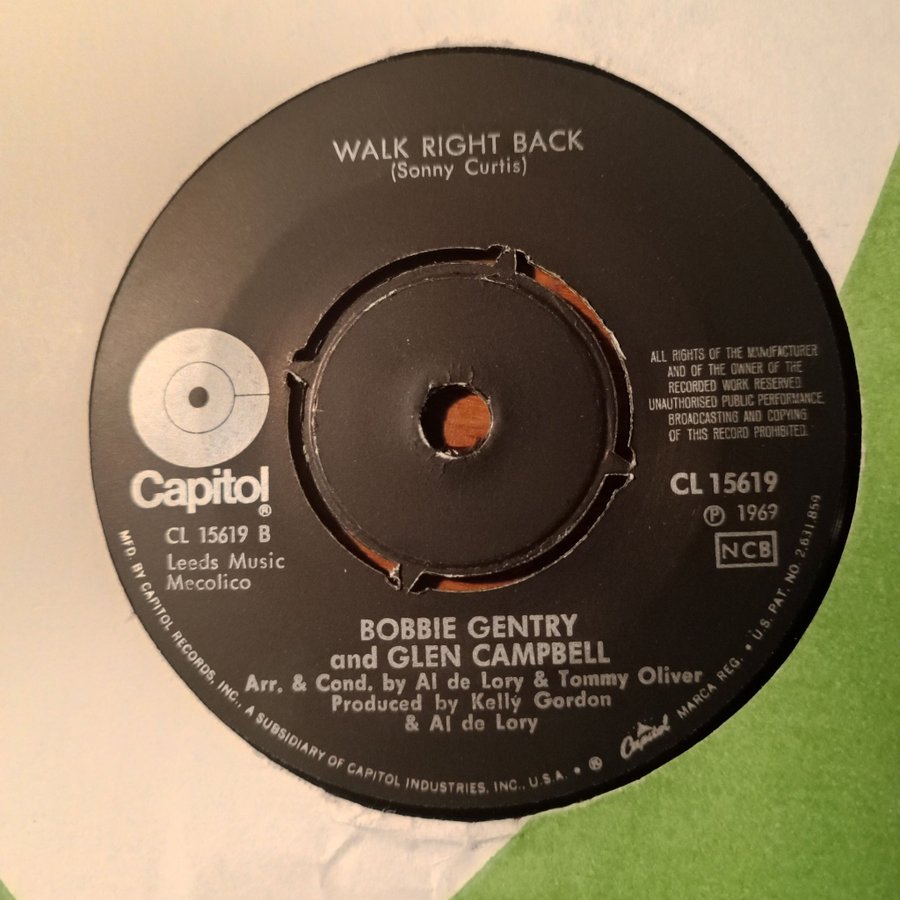 WALK RIGHT BACK
(Sonny Curtis)
ALL RIGHTS OF THE MANUFACTURER
AND OF THE OWNER OF THE
RECORDED WORK RESERVED
UNAUTHORISED PUBLIC PERFORMANCE,
BROADCASTING AND COPYING
OF THIS RECORD PROHIBITED.
Capitol®
CL 15619 B
Leeds Music
Mecolico
CL 15619
℗ 1969
NCB
BOBBIE GENTRY
and GLEN CAMPBELL
Arr. & Cond. by Al de Lory & Tommy Oliver
Produced by Kelly Gordon
& Al de Lory
MFD. BY CAPITOL RECORDS, INC., A SUBSIDIARY OF CAPITOL INDUSTRIES, INC., U.S.A. • ® Capitol MARCA REG. • U.S. PAT. NO. 2,631,859